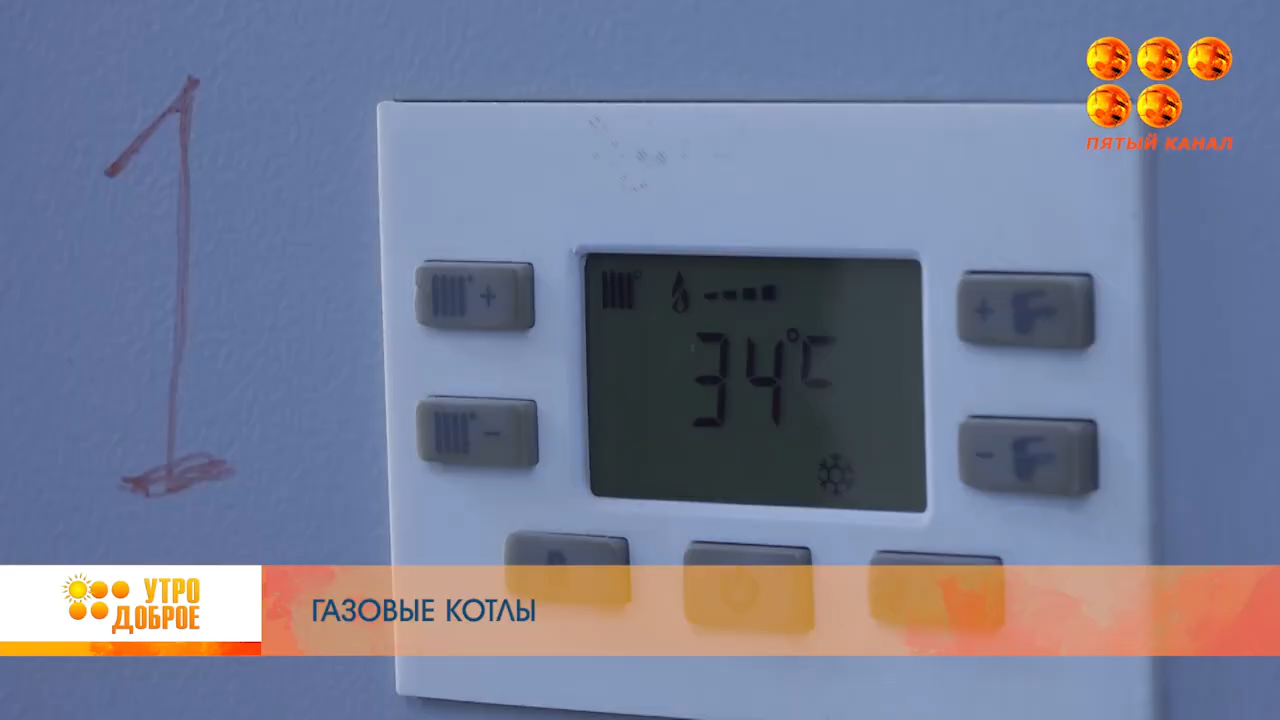 1
ПЯТЫЙ КАНАЛ
+
+
34°C
-
-
R
УТРО
ДОБРОЕ
ГАЗОВЫЕ КОТЛЫ